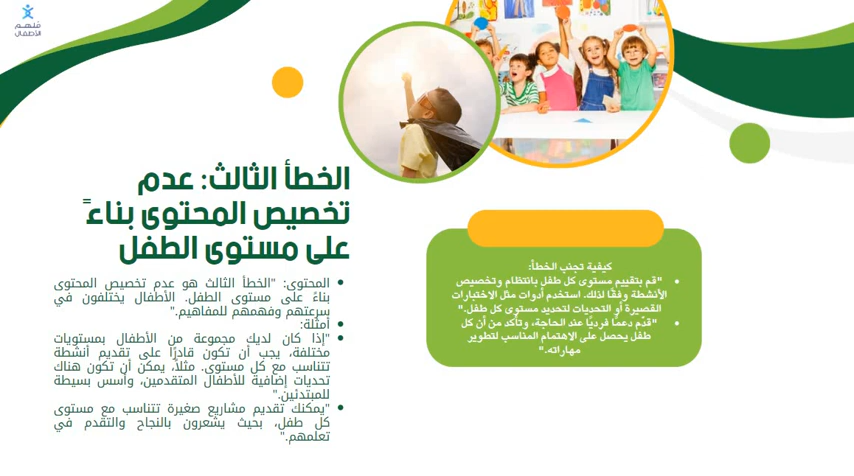 مُلهم
الأطفال
الخطأ الثالث: عدم
تخصيص المحتوى بناءً
على مستوى الطفل
• المحتوى: "الخطأ الثالث هو عدم تخصيص المحتوى
بناءً على مستوى الطفل. الأطفال يختلفون في
سرعتهم وفهمهم للمفاهيم."
• أمثلة:
• "إذا كان لديك مجموعة من الأطفال بمستويات
مختلفة، يجب أن تكون قادرًا على تقديم أنشطة
تتناسب مع كل مستوى. مثلاً، يمكن أن تكون هناك
تحديات إضافية للأطفال المتقدمين، وأسس بسيطة
للمبتدئين."
• "يمكنك تقديم مشاريع صغيرة تتناسب مع مستوى
كل طفل، بحيث يشعرون بالنجاح والتقدم في
تعلمهم."
كيفية تجنب الخطأ:
• "قم بتقييم مستوى كل طفل بانتظام وتخصيص
الأنشطة وفقًا لذلك. استخدم أدوات مثل الاختبارات
القصيرة أو التحديات لتحديد مستوى كل طفل."
• "قدّم دعمًا فرديًا عند الحاجة، وتأكد من أن كل
طفل يحصل على الاهتمام المناسب لتطوير
مهاراته."